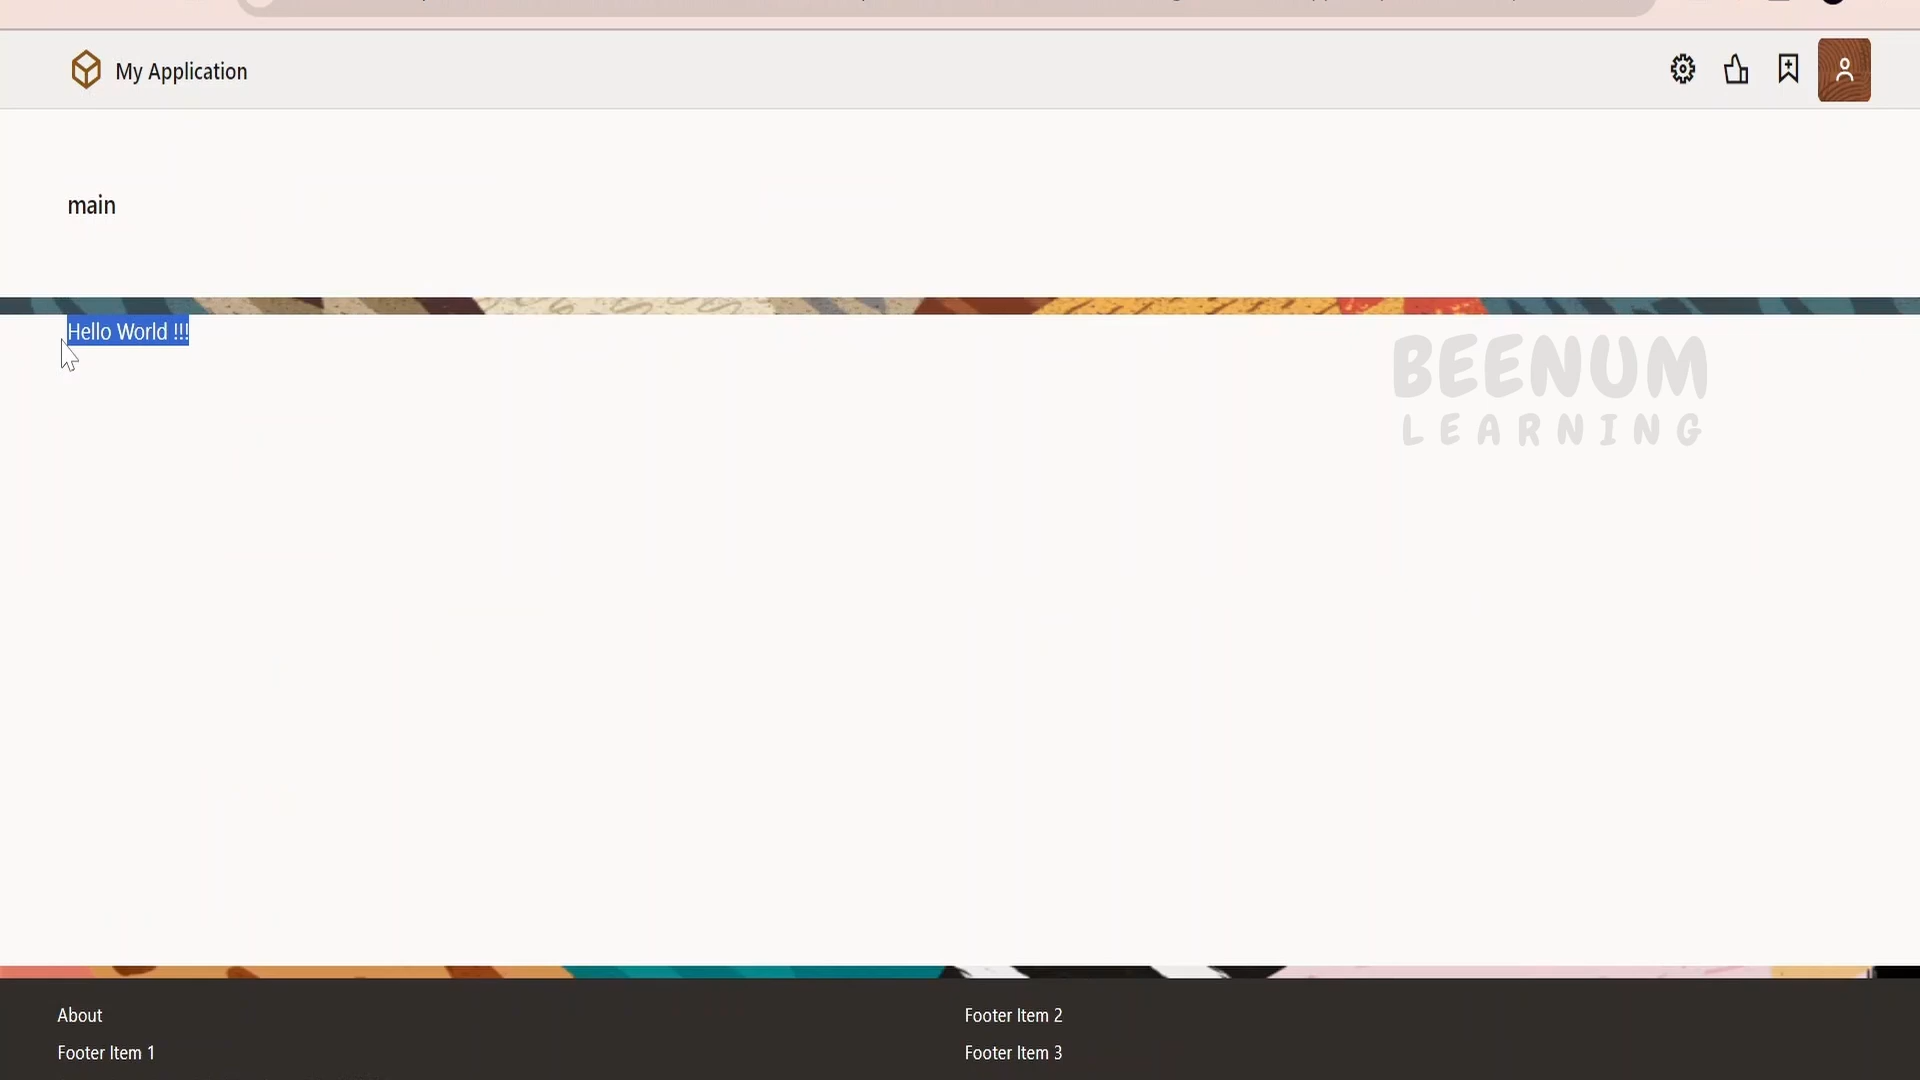 My Application
main
Hello World !!!
BEENUM
LEARNING
About
Footer Item 2
Footer Item 1
Footer Item 3